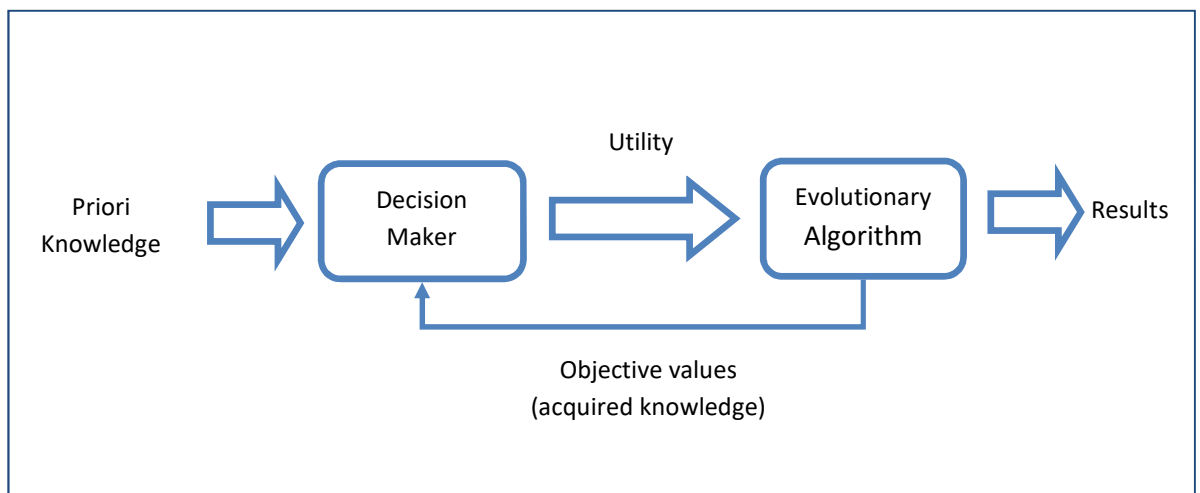 Utility
Priori
Knowledge
Decision
Maker
Evolutionary
Algorithm
Results
Objective values
(acquired knowledge)